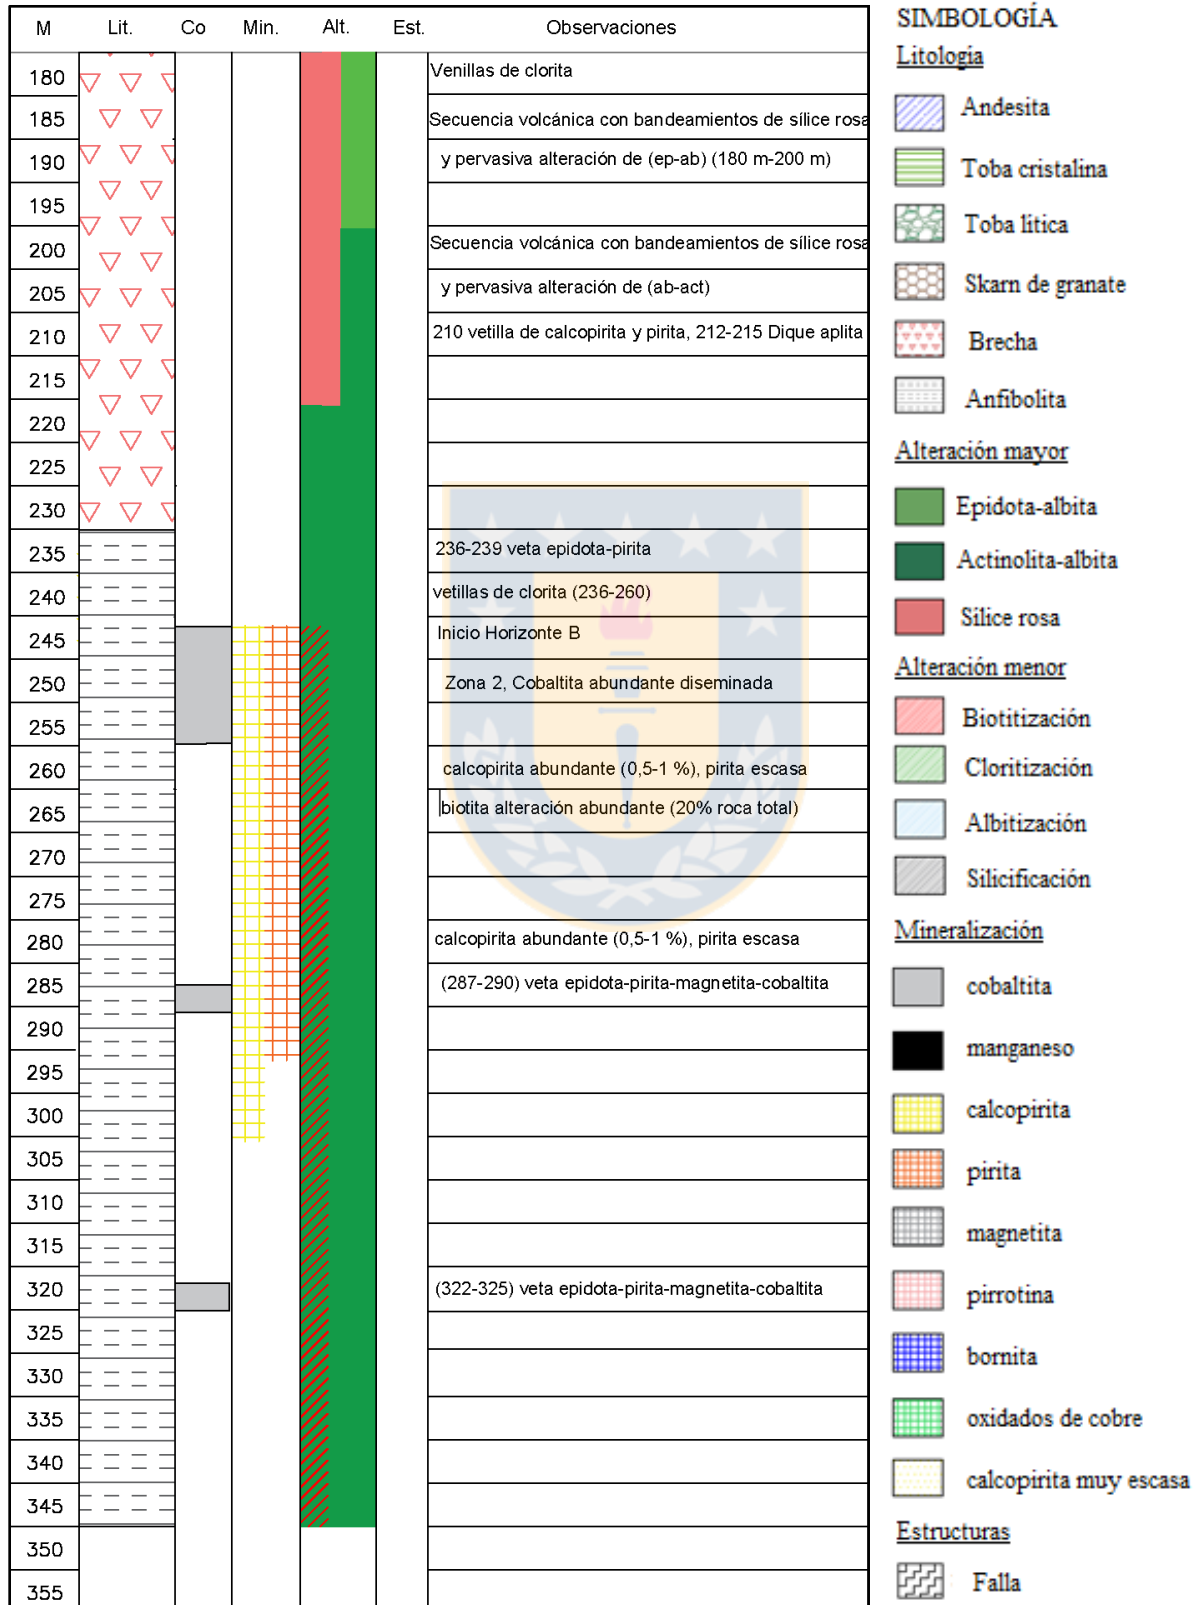 M Lit. Co Min. Alt. Est. Observaciones
180 Venillas de clorita
185 Secuencia volcánica con bandeamientos de sílice rosa
190 y pervasiva alteración de (ep-ab) (180 m-200 m)
195
200 Secuencia volcánica con bandeamientos de sílice rosa
205 y pervasiva alteración de (ab-act)
210 210 vetilla de calcopirita y pirita, 212-215 Dique aplita
215
220
225
230
235 236-239 veta epidota-pirita
240 vetillas de clorita (236-260)
245 Inicio Horizonte B
250 Zona 2, Cobaltita abundante diseminada
255
260 calcopirita abundante (0,5-1 %), pirita escasa
265 biotita alteración abundante (20% roca total)
270
275
280 calcopirita abundante (0,5-1 %), pirita escasa
285 (287-290) veta epidota-pirita-magnetita-cobaltita
290
295
300
305
310
315
320 (322-325) veta epidota-pirita-magnetita-cobaltita
325
330
335
340
345
350
355
SIMBOLOGÍA
Litología
Andesita
Toba cristalina
Toba lítica
Skarn de granate
Brecha
Anfibolita
Alteración mayor
Epidota-albita
Actinolita-albita
Sílice rosa
Alteración menor
Biotitización
Cloritización
Albitización
Silicificación
Mineralización
cobaltita
manganeso
calcopirita
pirita
magnetita
pirrotina
bornita
oxidados de cobre
calcopirita muy escasa
Estructuras
Falla